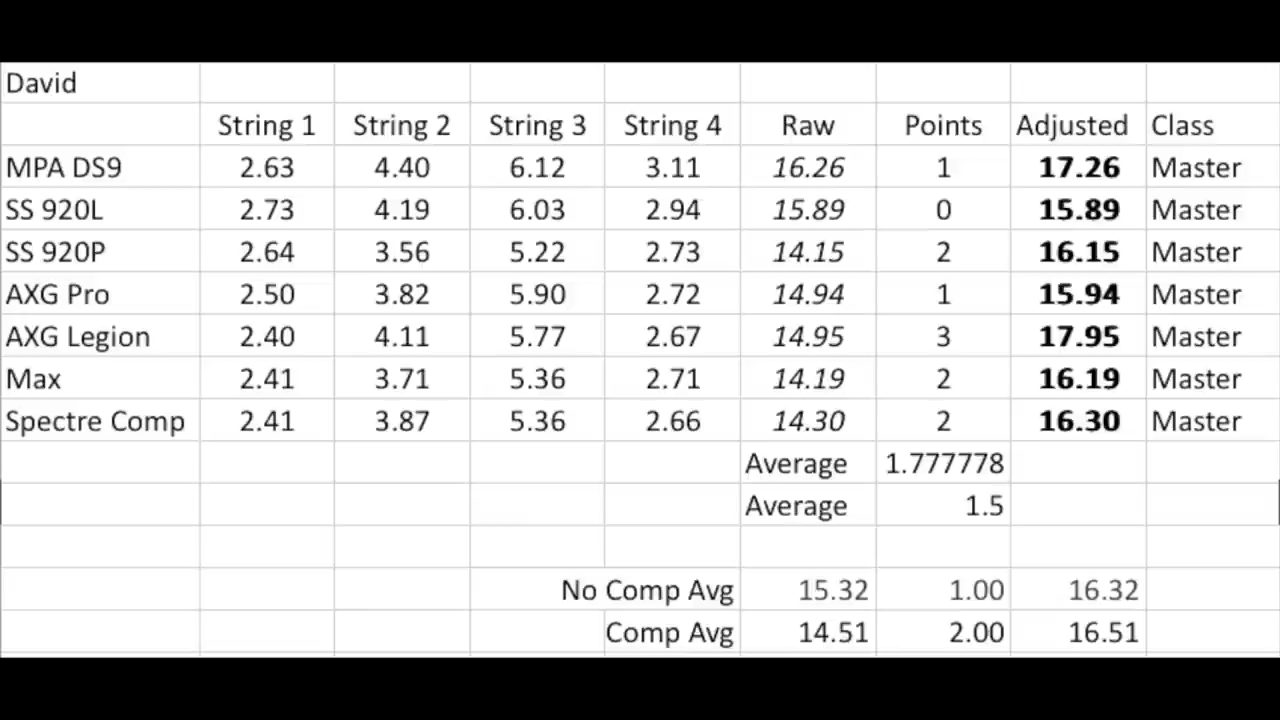 David
String 1 String 2 String 3 String 4 Raw Points Adjusted Class
MPA DS9 2.63 4.40 6.12 3.11 16.26 1 17.26 Master
SS 920L 2.73 4.19 6.03 2.94 15.89 0 15.89 Master
SS 920P 2.64 3.56 5.22 2.73 14.15 2 16.15 Master
AXG Pro 2.50 3.82 5.90 2.72 14.94 1 15.94 Master
AXG Legion 2.40 4.11 5.77 2.67 14.95 3 17.95 Master
Max 2.41 3.71 5.36 2.71 14.19 2 16.19 Master
Spectre Comp 2.41 3.87 5.36 2.66 14.30 2 16.30 Master
Average 1.777778
Average 1.5
No Comp Avg 15.32 1.00 16.32
Comp Avg 14.51 2.00 16.51